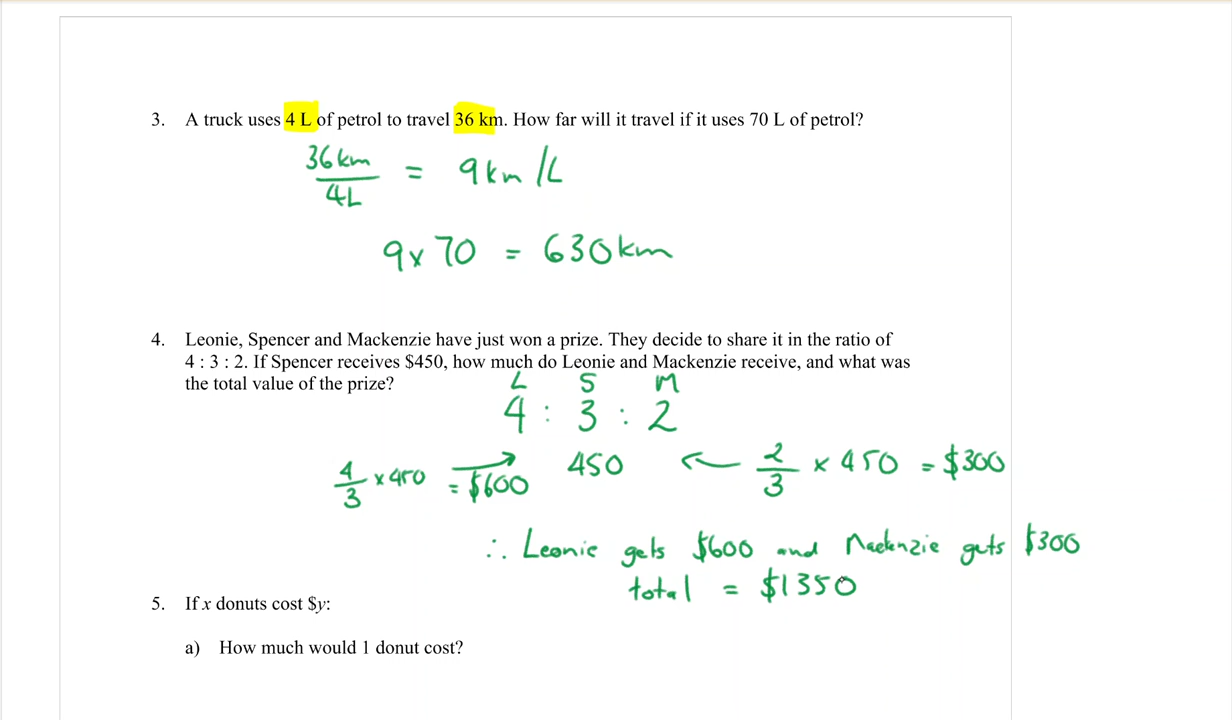 3. A truck uses 4 L of petrol to travel 36 km. How far will it travel if it uses 70 L of petrol?
36km/4L = 9km/L
9 x 70 = 630km
4. Leonie, Spencer and Mackenzie have just won a prize. They decide to share it in the ratio of
4 : 3 : 2. If Spencer receives $450, how much do Leonie and Mackenzie receive, and what was
the total value of the prize?
L S M
4 : 3 : 2
4/3 x 450 = $600 → 450 ← 2/3 x 450 = $300
∴ Leonie gets $600 and Mackenzie gets $300
total = $1350
5. If x donuts cost $y:
a) How much would 1 donut cost?